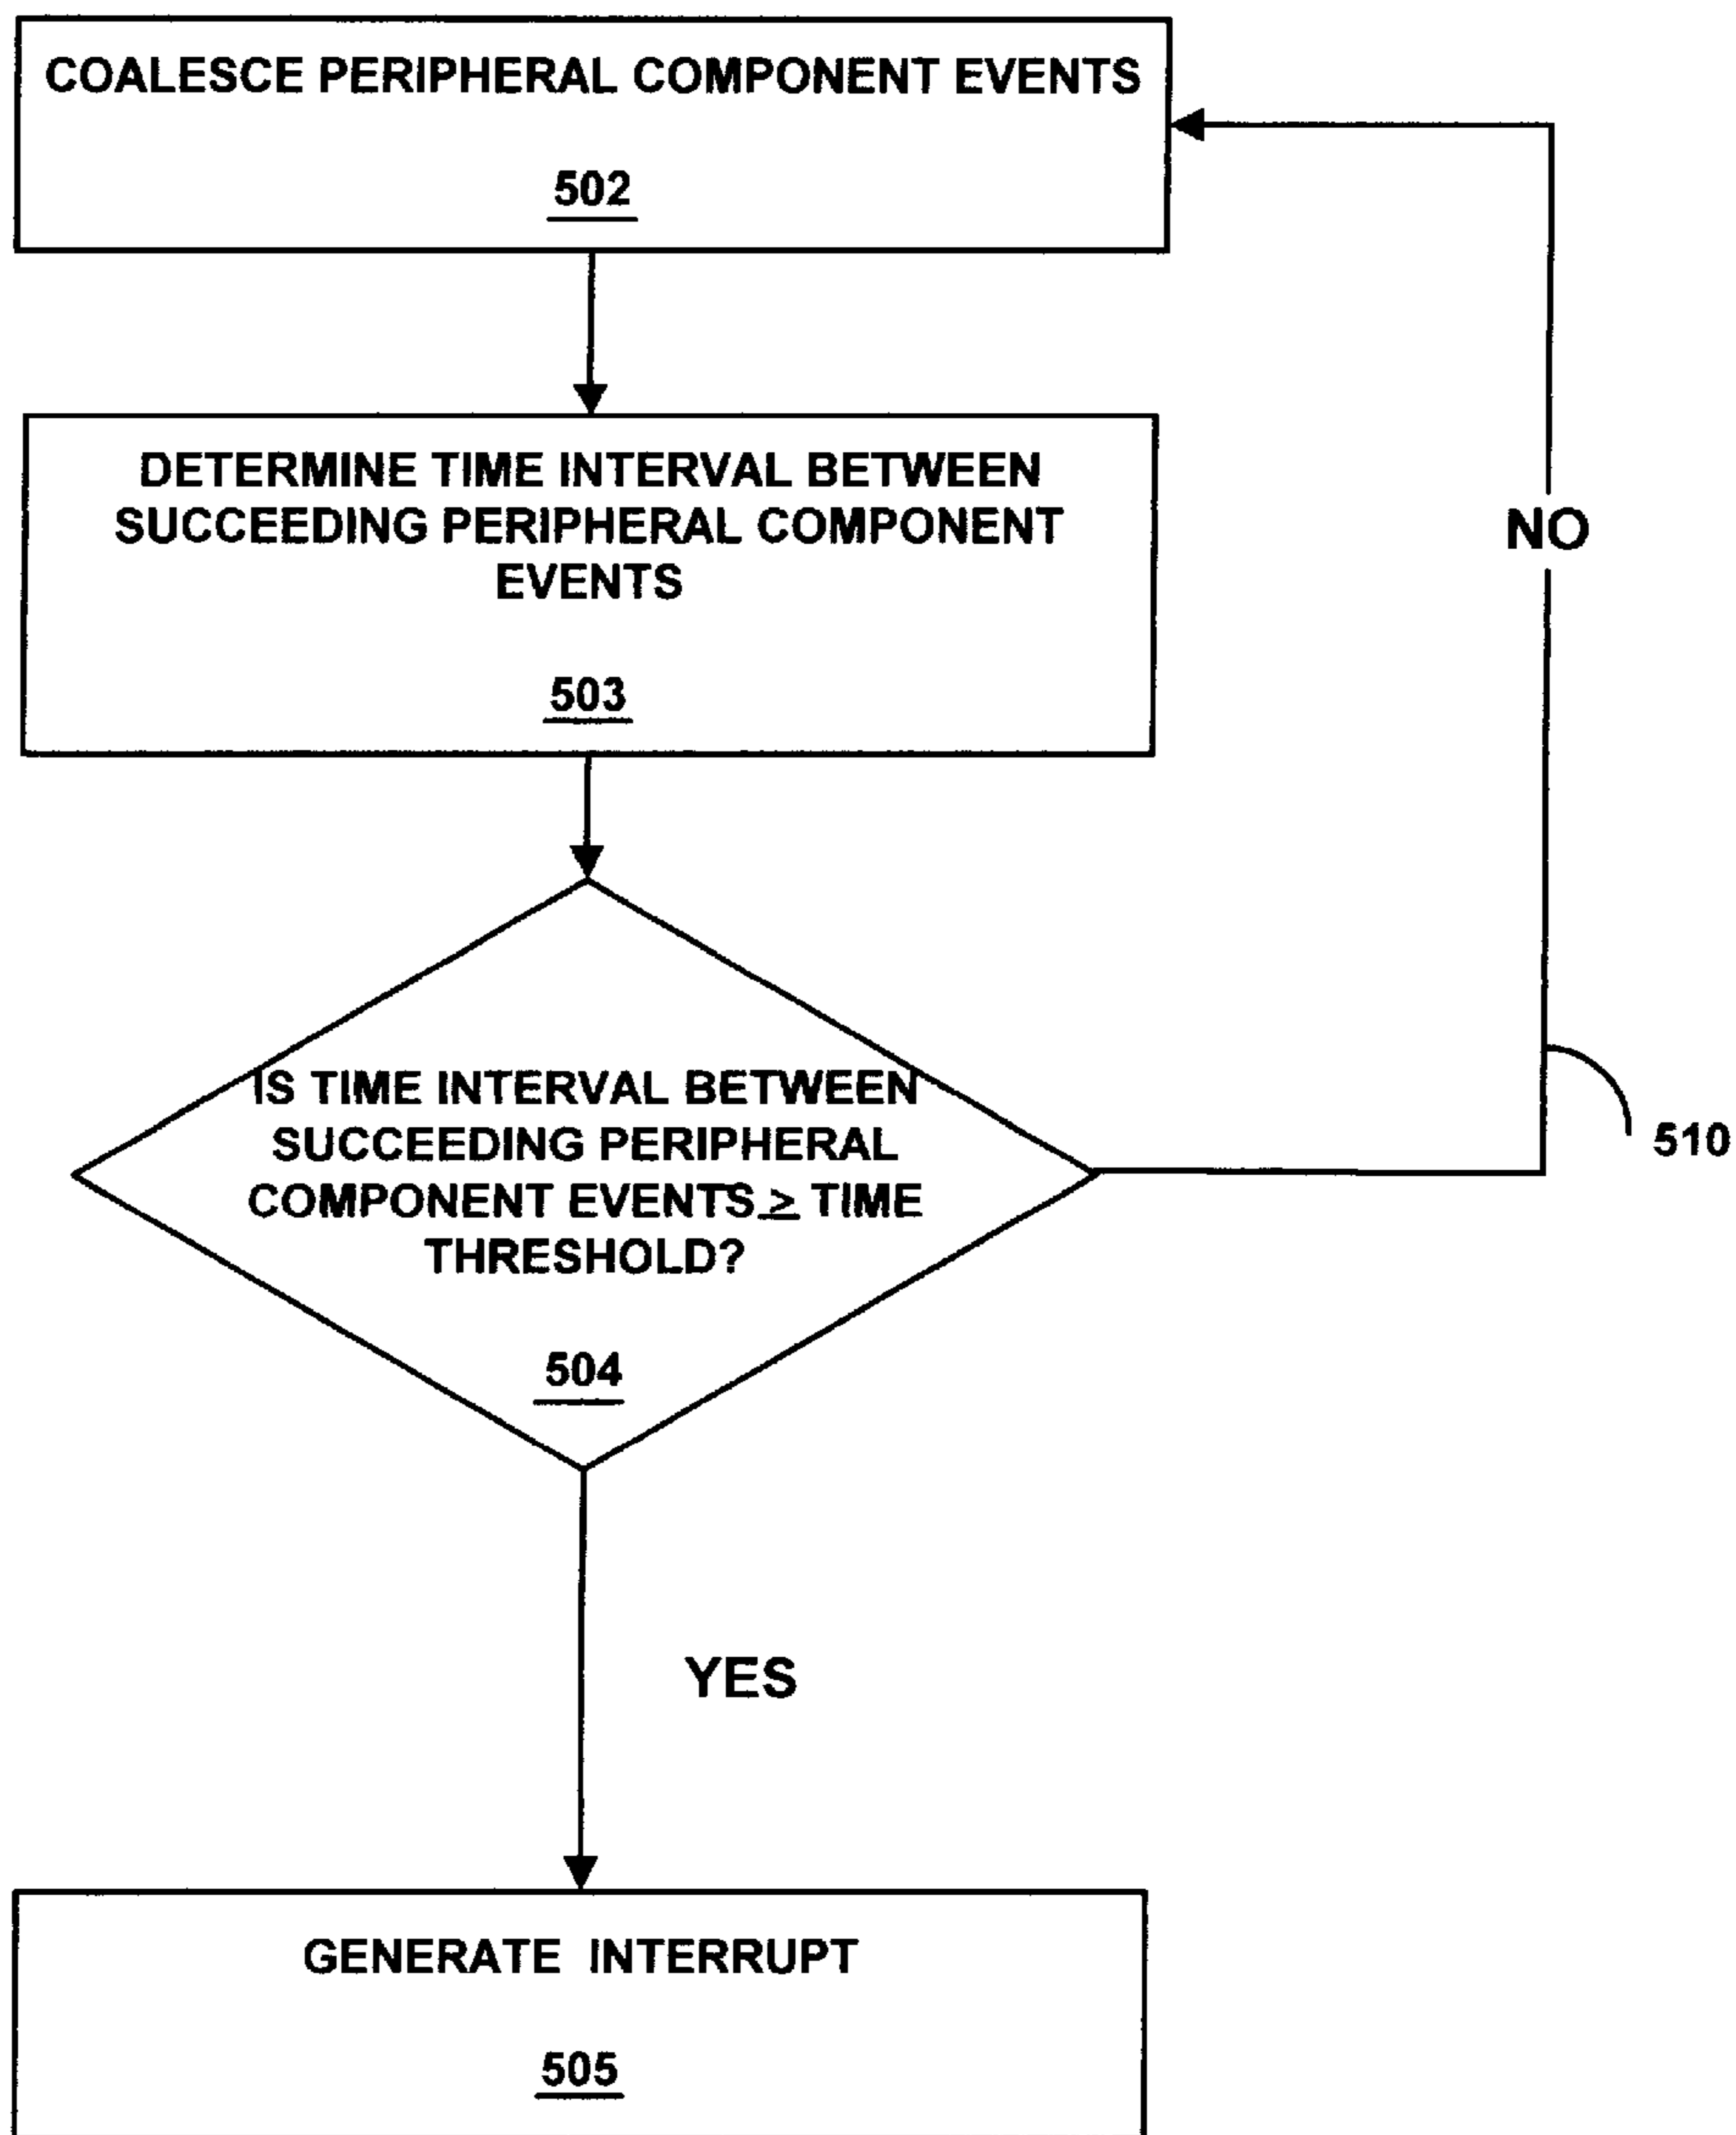 COALESCE PERIPHERAL COMPONENT EVENTS
502
DETERMINE TIME INTERVAL BETWEEN
SUCCEEDING PERIPHERAL COMPONENT
EVENTS
503
NO
IS TIME INTERVAL BETWEEN
SUCCEEDING PERIPHERAL
COMPONENT EVENTS ≥ TIME
THRESHOLD?
504
510
YES
GENERATE INTERRUPT
505